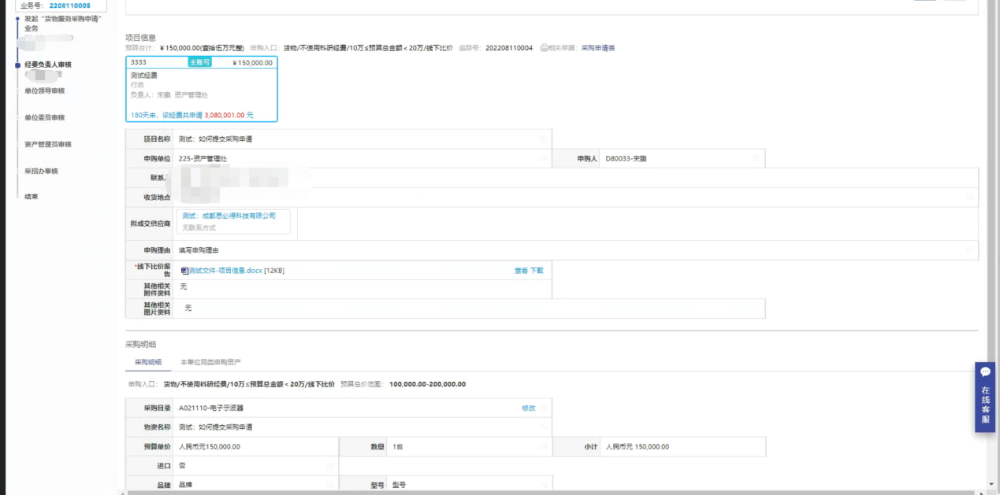 业务号: 2208110005
发起“货物服务采购申请”
业务
经费负责人审核
单位领导审核
单位委员审核
资产管理员审核
采招办审核
结束
项目信息
预算合计: ￥150,000.00(壹拾伍万元整) 申购入口: 货物/不使用科研经费/10万≤预算总金额＜20万/线下比价 追踪号: 202208110004 相关单据: 采购申请表
3333 主账号 ￥150,000.00
测试经费
行政
负责人: 宋鹏 资产管理处
180天来，该经费共申请 3,080,001.00 元
项目名称 测试：如何提交采购申请
申购单位 225-资产管理处 申购人 D80033-宋鹏
联系
收货地点
拟成交供应商 测试：成都思必得科技有限公司
无联系方式
申购理由 填写申购理由
*线下比价报告 测试文件-项目信息.docx [12KB] 查看 下载
其他相关附件资料 无
其他相关图片资料 无
采购明细
采购明细 本单位同类申购资产
申购入口: 货物/不使用科研经费/10万≤预算总金额＜20万/线下比价 预算总价范围: 100,000.00-200,000.00
采购目录 A021110-电子示波器 修改
物资名称 测试：如何提交采购申请
预算单价 人民币元150,000.00 数量 1台 小计 人民币元 150,000.00
进口 否
品牌 品牌 型号 型号
在线客服